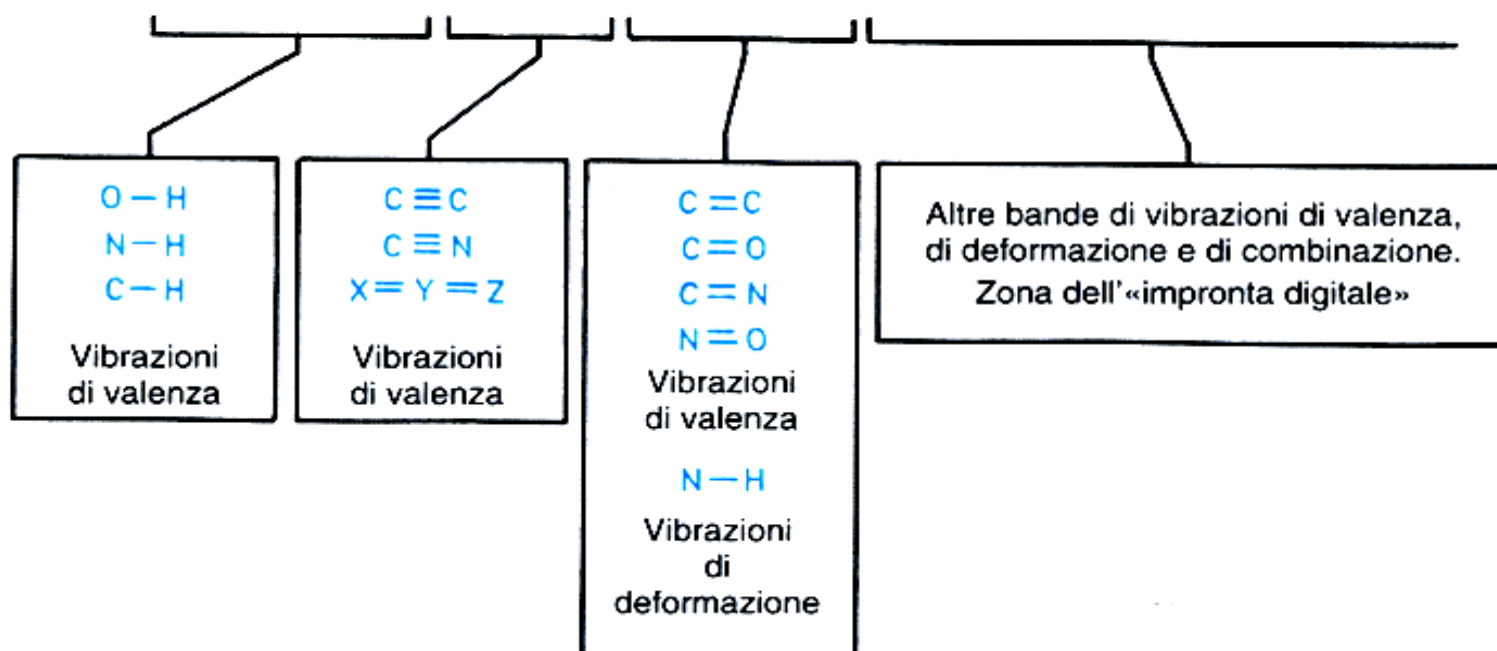 O — H
N — H
C — H
Vibrazioni
di valenza
C ≡ C
C ≡ N
X = Y = Z
Vibrazioni
di valenza
C = C
C = O
C = N
N = O
Vibrazioni
di valenza
N — H
Vibrazioni
di
deformazione
Altre bande di vibrazioni di valenza,
di deformazione e di combinazione.
Zona dell'«impronta digitale»